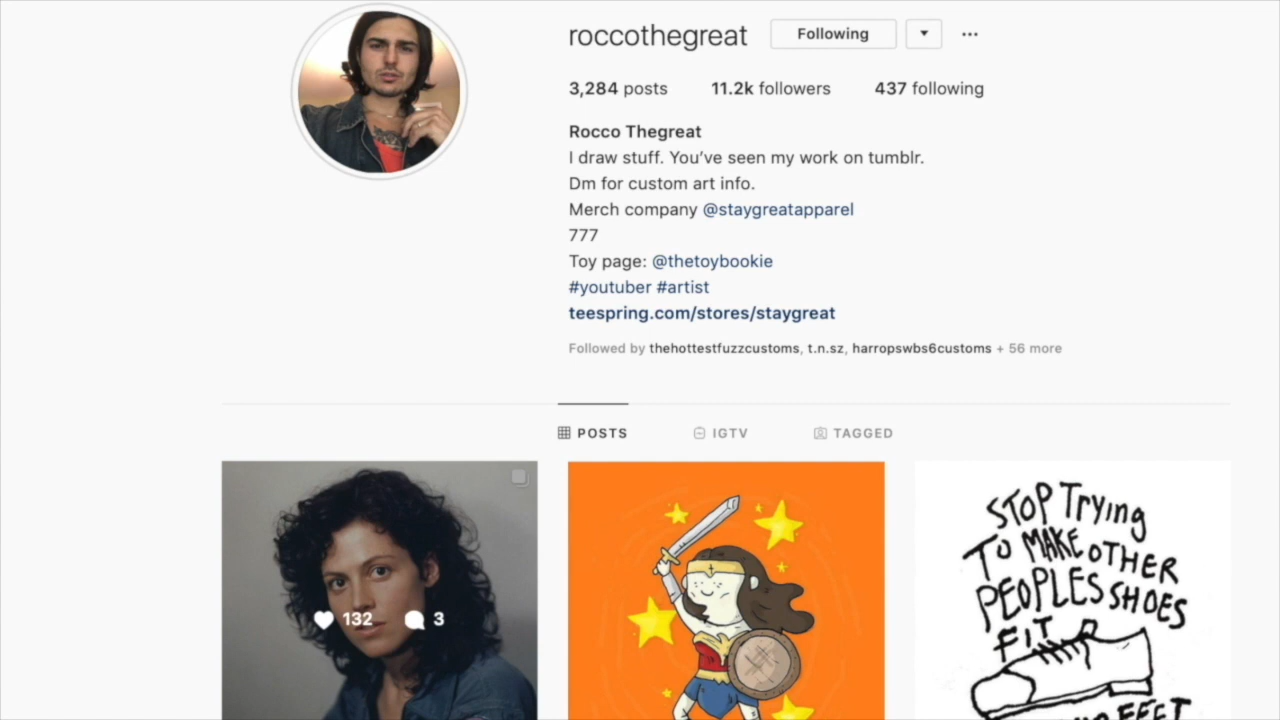 roccothegreat Following
3,284 posts 11.2k followers 437 following
Rocco Thegreat
I draw stuff. You’ve seen my work on tumblr.
Dm for custom art info.
Merch company @staygreatapparel
777
Toy page: @thetoybookie
#youtuber #artist
teespring.com/stores/staygreat
Followed by thehottestfuzzcustoms, t.n.sz, harropswbs6customs + 56 more
POSTS IGTV TAGGED
132 3
STOP TryIng
TO MAKE OTHER
PEOPLES SHOES
FIT
FEET